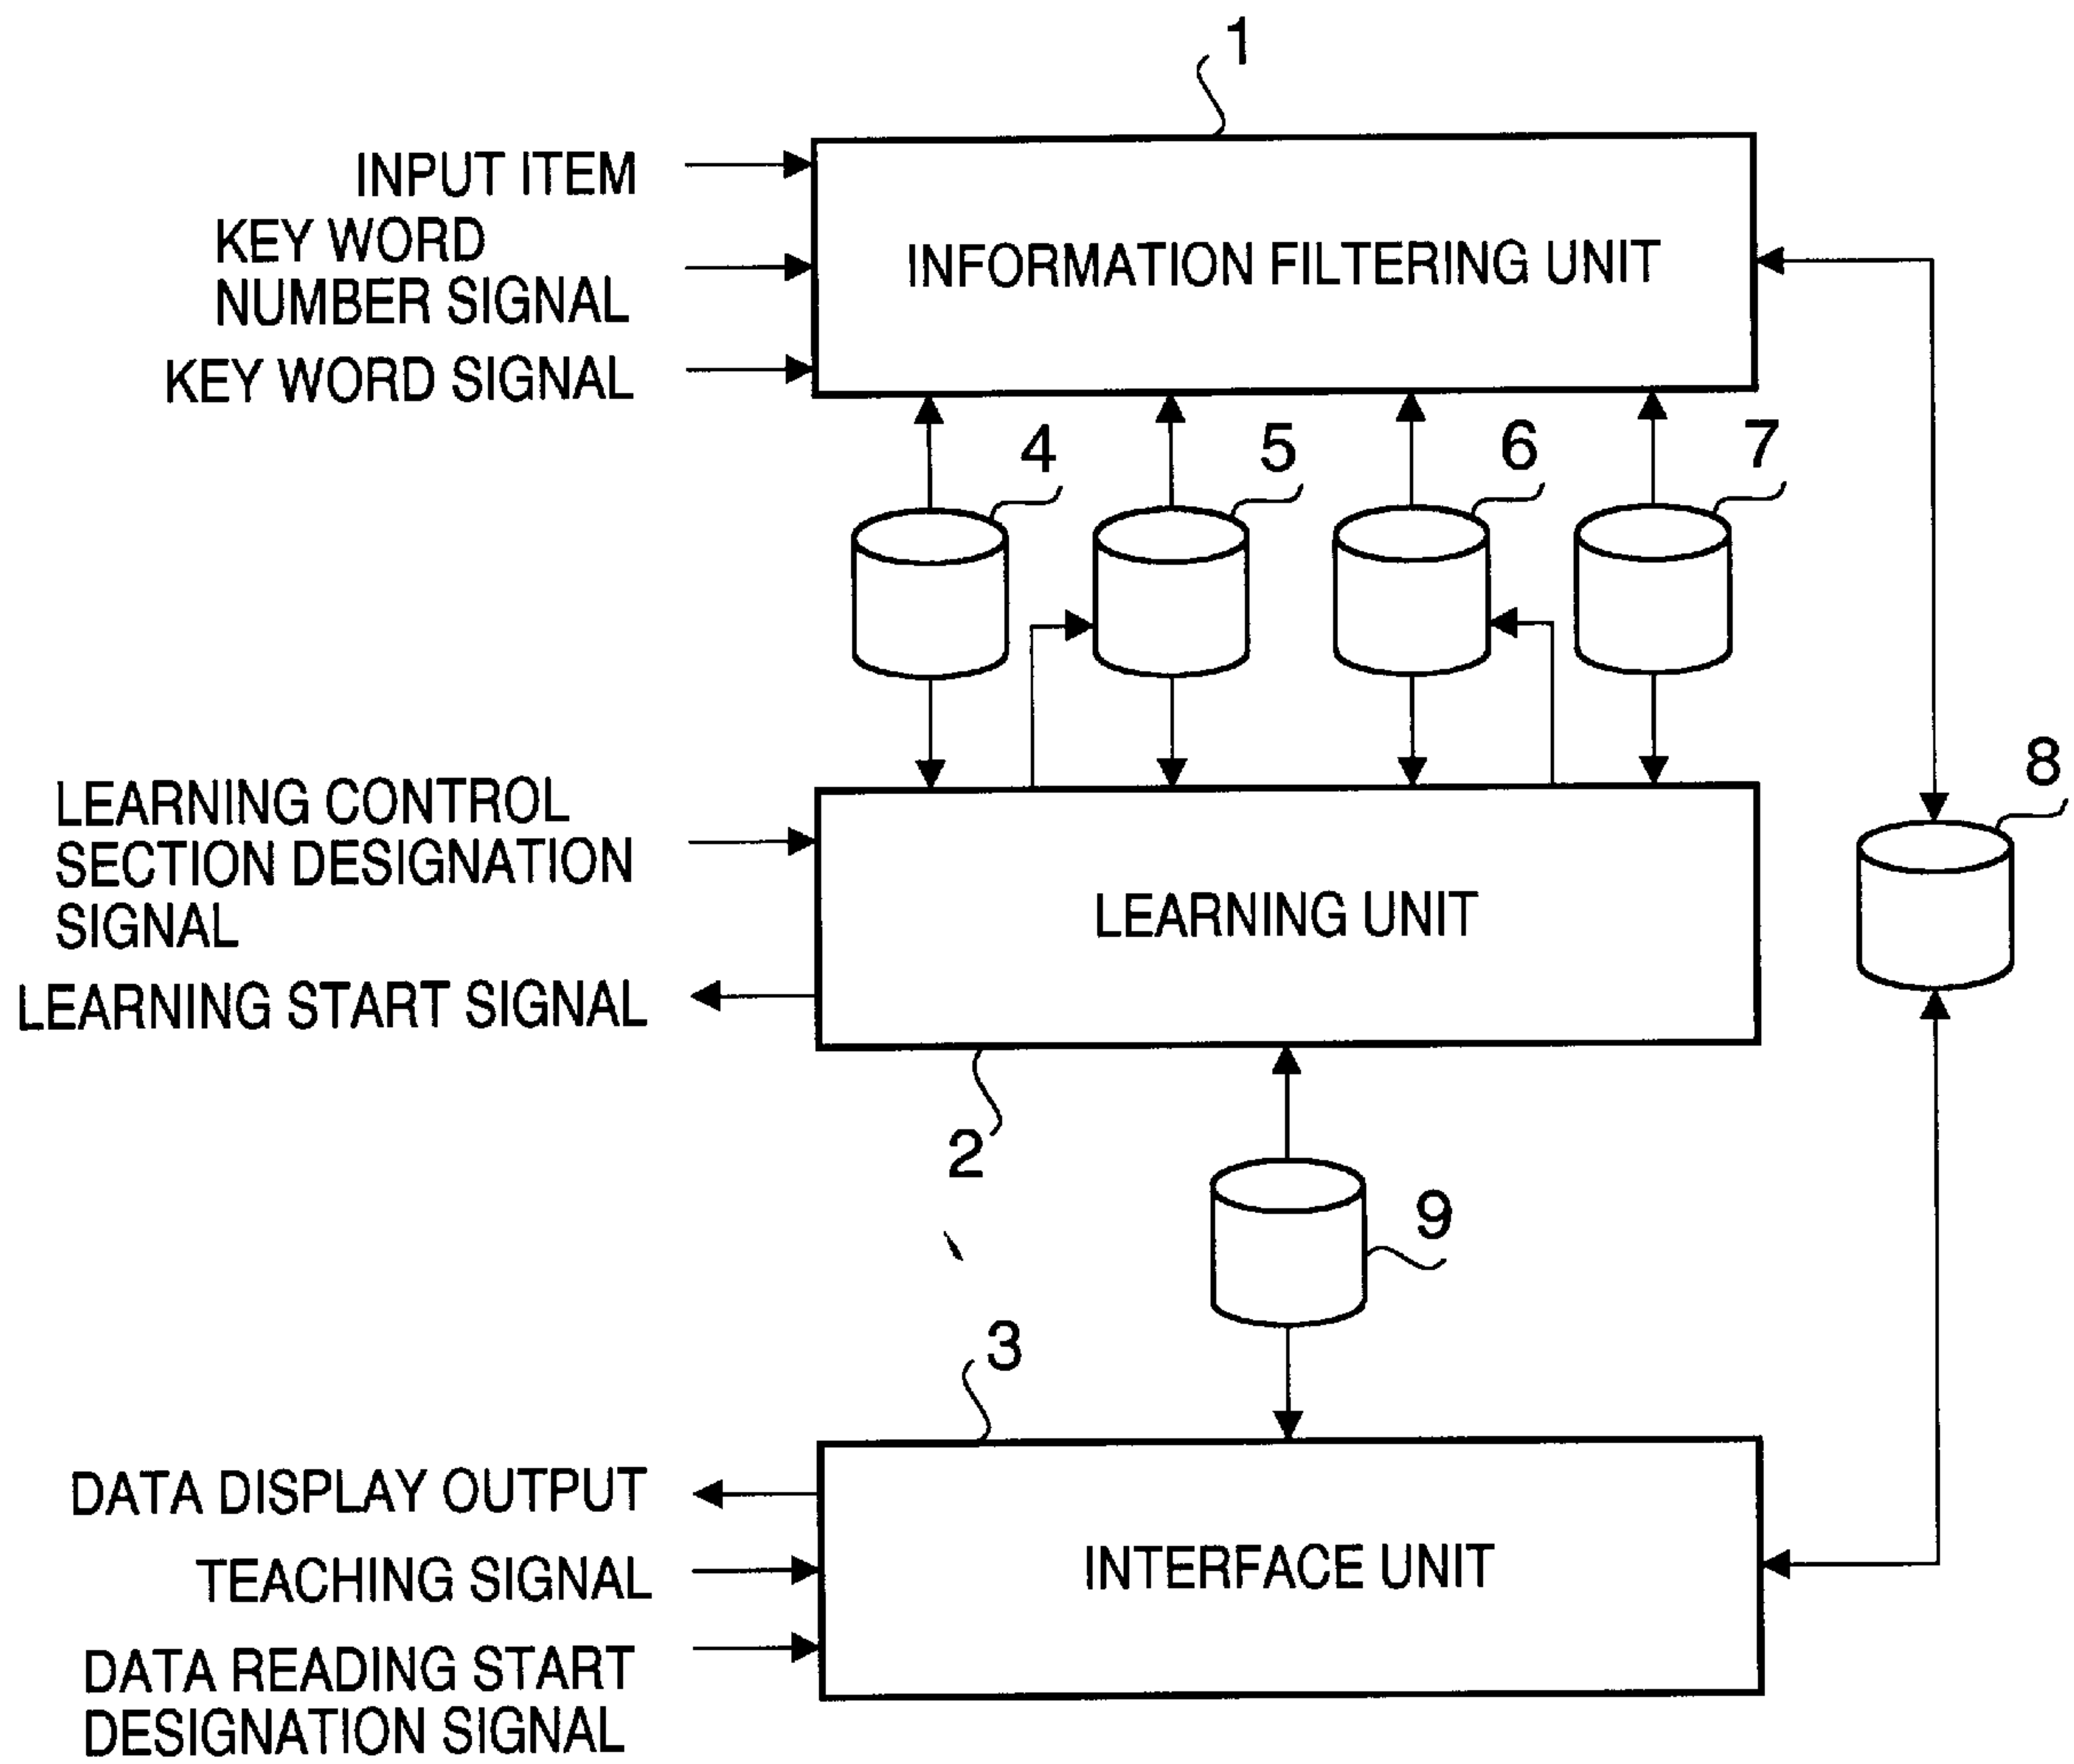 1
INPUT ITEM
KEY WORD
NUMBER SIGNAL
KEY WORD SIGNAL
INFORMATION FILTERING UNIT
4
5
6
7
8
LEARNING CONTROL
SECTION DESIGNATION
SIGNAL
LEARNING START SIGNAL
LEARNING UNIT
2
9
3
DATA DISPLAY OUTPUT
TEACHING SIGNAL
DATA READING START
DESIGNATION SIGNAL
INTERFACE UNIT